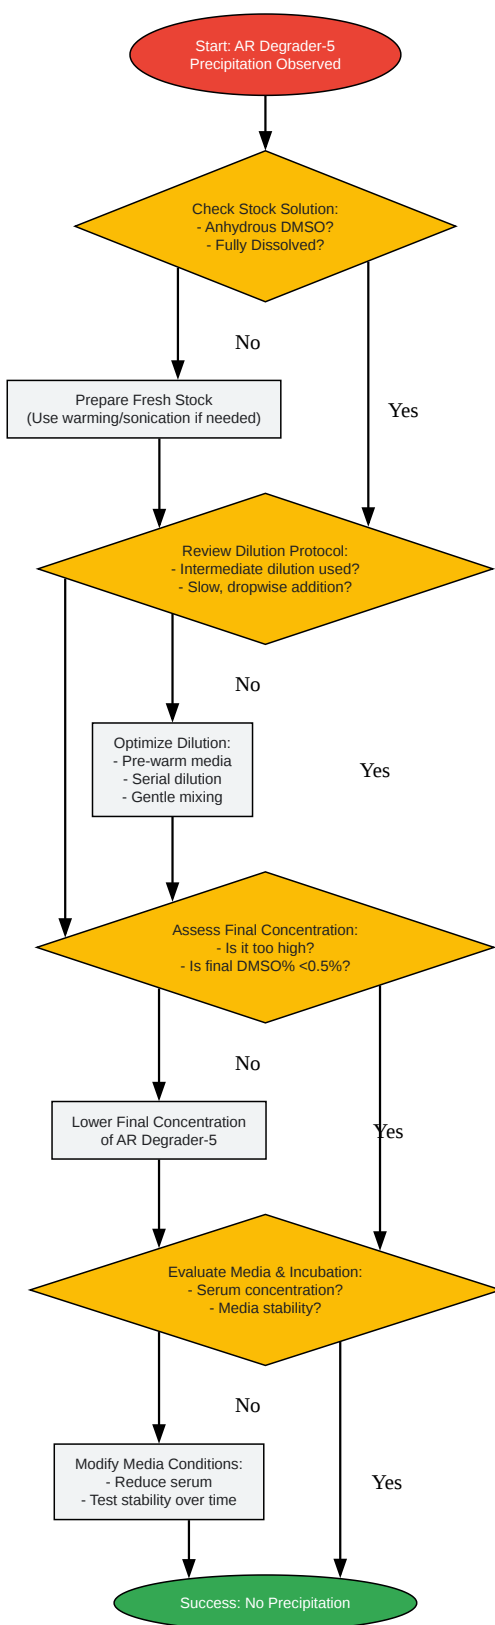 Start: AR Degrader-5
Precipitation Observed
Check Stock Solution:
- Anhydrous DMSO?
- Fully Dissolved?
No
Yes
Prepare Fresh Stock
(Use warming/sonication if needed)
Review Dilution Protocol:
- Intermediate dilution used?
- Slow, dropwise addition?
No
Yes
Optimize Dilution:
- Pre-warm media
- Serial dilution
- Gentle mixing
Assess Final Concentration:
- Is it too high?
- Is final DMSO% <0.5%?
No
Yes
Lower Final Concentration
of AR Degrader-5
Evaluate Media & Incubation:
- Serum concentration?
- Media stability?
No
Yes
Modify Media Conditions:
- Reduce serum
- Test stability over time
Success: No Precipitation